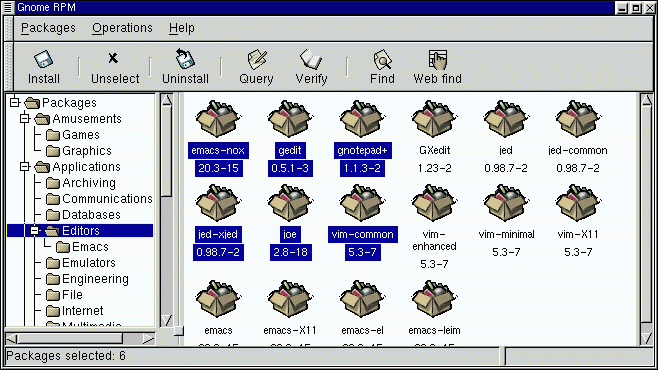 Gnome RPM
Packages Operations Help
Install Unselect Uninstall Query Verify Find Web find
Packages
Amusements
Games
Graphics
Applications
Archiving
Communications
Databases
Editors
Emacs
Emulators
Engineering
File
Internet
Multimedia
emacs-nox gedit gnotepad+ GXedit jed jed-common
20.3-15 0.5.1-3 1.1.3-2 1.23-2 0.98.7-2 0.98.7-2
jed-xjed joe vim-common vim-enhanced vim-minimal vim-X11
0.98.7-2 2.8-18 5.3-7 5.3-7 5.3-7 5.3-7
emacs emacs-X11 emacs-el emacs-leim
Packages selected: 6